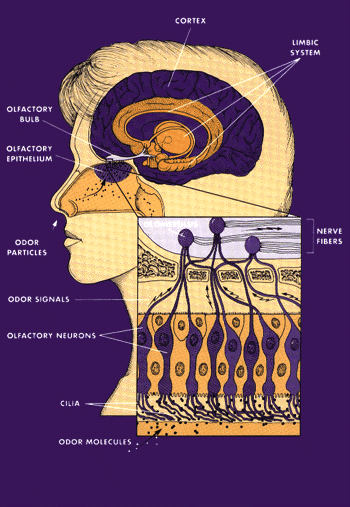 CORTEX
LIMBIC
SYSTEM
OLFACTORY
BULB
OLFACTORY
EPITHELIUM
ODOR
PARTICLES
NERVE
FIBERS
ODOR SIGNALS
OLFACTORY NEURONS
CILIA
ODOR MOLECULES